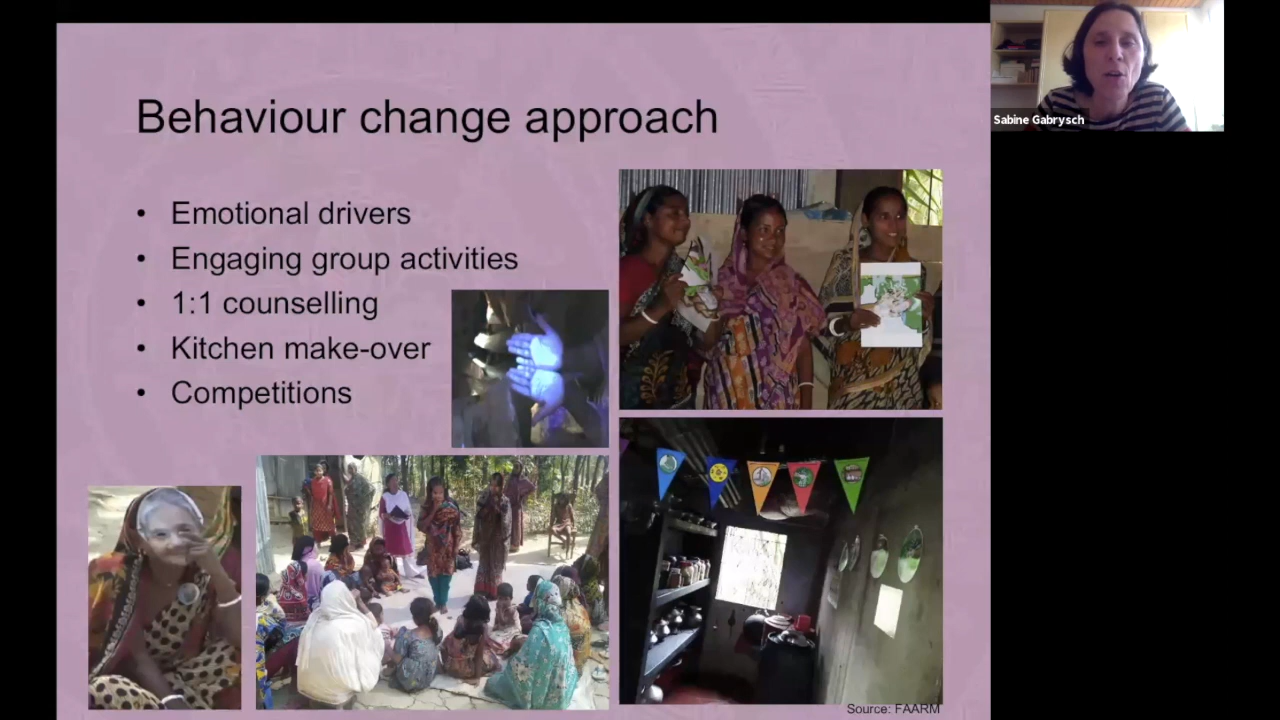 Behaviour change approach
• Emotional drivers
• Engaging group activities
• 1:1 counselling
• Kitchen make-over
• Competitions
Source: FAARM
Sabine Gabrysch